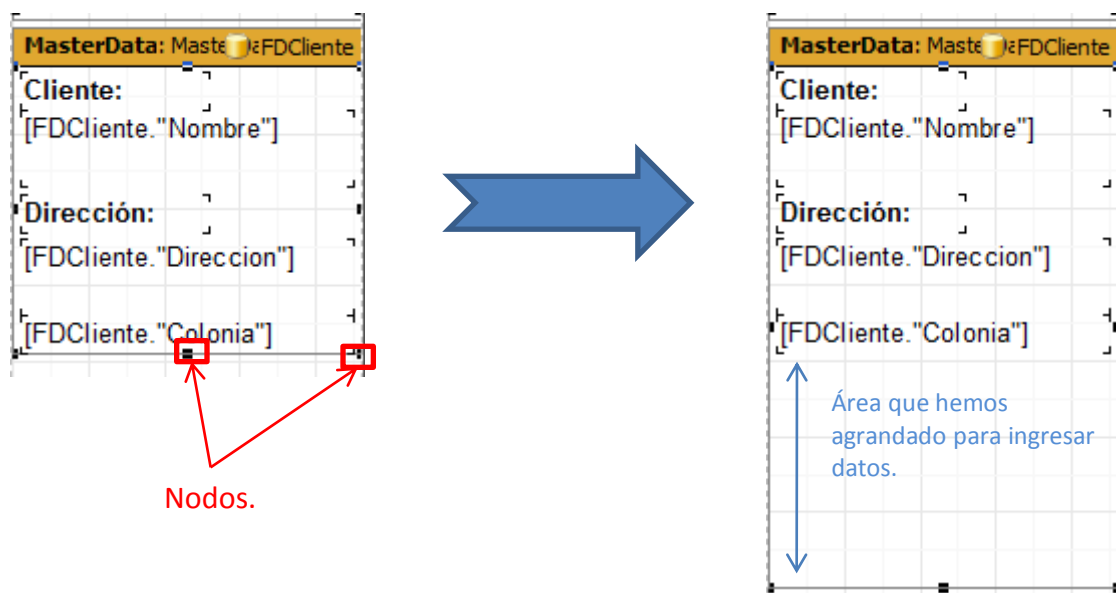 MasterData: Maste FDCliente
Cliente:
[FDCliente."Nombre"]
Dirección:
[FDCliente."Direccion"]
[FDCliente."Colonia"]
Nodos.
MasterData: Maste FDCliente
Cliente:
[FDCliente."Nombre"]
Dirección:
[FDCliente."Direccion"]
[FDCliente."Colonia"]
Área que hemos
agrandado para ingresar
datos.